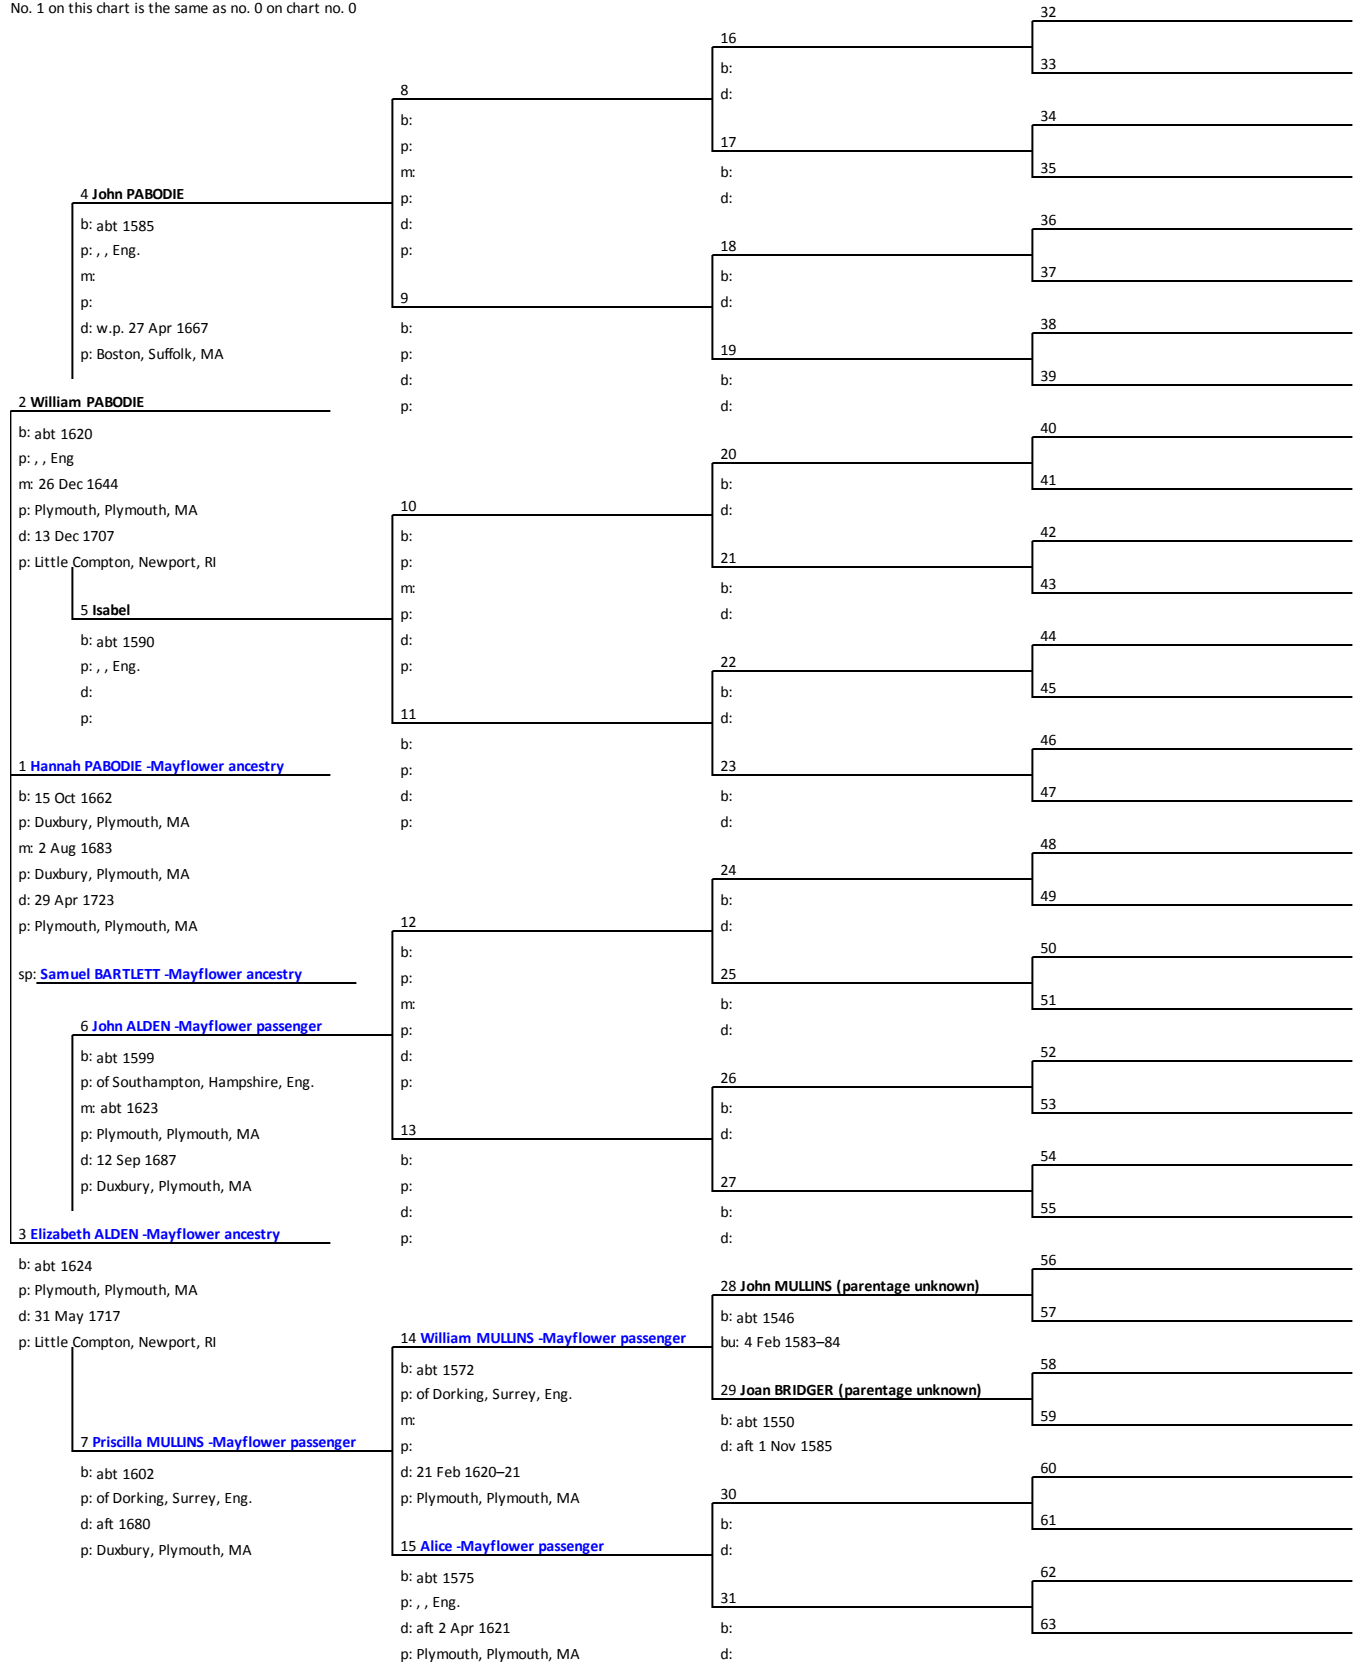 No. 1 on this chart is the same as no. 0 on chart no. 0
4 John PABODIE
b: abt 1585
p: , , Eng.
m:
p:
d: w.p. 27 Apr 1667
p: Boston, Suffolk, MA
2 William PABODIE
b: abt 1620
p: , , Eng
m: 26 Dec 1644
p: Plymouth, Plymouth, MA
d: 13 Dec 1707
p: Little Compton, Newport, RI
5 Isabel
b: abt 1590
p: , , Eng.
d:
p:
1 Hannah PABODIE -Mayflower ancestry
b: 15 Oct 1662
p: Duxbury, Plymouth, MA
m: 2 Aug 1683
p: Duxbury, Plymouth, MA
d: 29 Apr 1723
p: Plymouth, Plymouth, MA
sp: Samuel BARTLETT -Mayflower ancestry
6 John ALDEN -Mayflower passenger
b: abt 1599
p: of Southampton, Hampshire, Eng.
m: abt 1623
p: Plymouth, Plymouth, MA
d: 12 Sep 1687
p: Duxbury, Plymouth, MA
3 Elizabeth ALDEN -Mayflower ancestry
b: abt 1624
p: Plymouth, Plymouth, MA
d: 31 May 1717
p: Little Compton, Newport, RI
7 Priscilla MULLINS -Mayflower passenger
b: abt 1602
p: of Dorking, Surrey, Eng.
d: aft 1680
p: Duxbury, Plymouth, MA
8
b:
p:
m:
p:
d:
p:
9
b:
p:
d:
p:
10
b:
p:
m:
p:
d:
p:
11
b:
p:
d:
p:
12
b:
p:
m:
p:
d:
p:
13
b:
p:
d:
p:
14 William MULLINS -Mayflower passenger
b: abt 1572
p: of Dorking, Surrey, Eng.
m:
p:
d: 21 Feb 1620–21
p: Plymouth, Plymouth, MA
15 Alice -Mayflower passenger
b: abt 1575
p: , , Eng.
d: aft 2 Apr 1621
p: Plymouth, Plymouth, MA
16
b:
d:
17
b:
d:
18
b:
d:
19
b:
d:
20
b:
d:
21
b:
d:
22
b:
d:
23
b:
d:
24
b:
d:
25
b:
d:
26
b:
d:
27
b:
d:
28 John MULLINS (parentage unknown)
b: abt 1546
bu: 4 Feb 1583–84
29 Joan BRIDGER (parentage unknown)
b: abt 1550
d: aft 1 Nov 1585
30
b:
d:
31
b:
d:
32
33
34
35
36
37
38
39
40
41
42
43
44
45
46
47
48
49
50
51
52
53
54
55
56
57
58
59
60
61
62
63